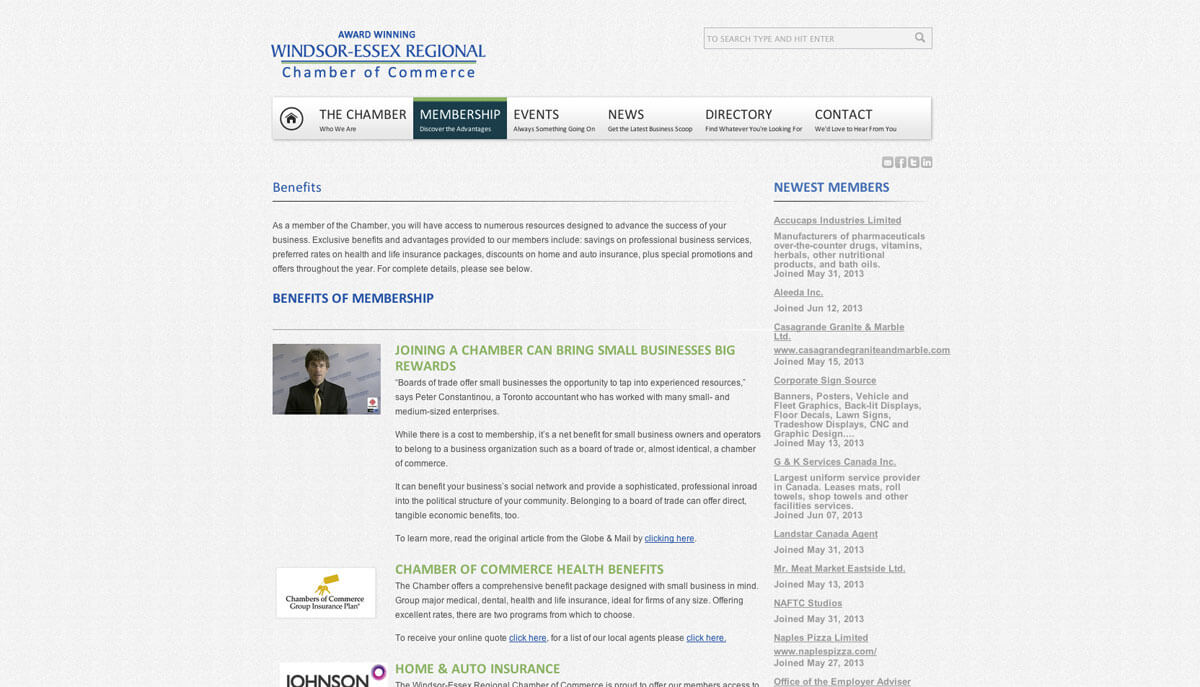 AWARD WINNING
WINDSOR-ESSEX REGIONAL
Chamber of Commerce
TO SEARCH TYPE AND HIT ENTER
THE CHAMBER
Who We Are
MEMBERSHIP
Discover the Advantages
EVENTS
Always Something Going On
NEWS
Get the Latest Business Scoop
DIRECTORY
Find Whatever You're Looking For
CONTACT
We'd Love to Hear From You
Benefits
As a member of the Chamber, you will have access to numerous resources designed to advance the success of your
business. Exclusive benefits and advantages provided to our members include: savings on professional business services,
preferred rates on health and life insurance packages, discounts on home and auto insurance, plus special promotions and
offers throughout the year. For complete details, please see below.
BENEFITS OF MEMBERSHIP
JOINING A CHAMBER CAN BRING SMALL BUSINESSES BIG
REWARDS
“Boards of trade offer small businesses the opportunity to tap into experienced resources,”
says Peter Constantinou, a Toronto accountant who has worked with many small- and
medium-sized enterprises.
While there is a cost to membership, it’s a net benefit for small business owners and operators
to belong to a business organization such as a board of trade or, almost identical, a chamber
of commerce.
It can benefit your business’s social network and provide a sophisticated, professional inroad
into the political structure of your community. Belonging to a board of trade can offer direct,
tangible economic benefits, too.
To learn more, read the original article from the Globe & Mail by clicking here.
Chambers of Commerce
Group Insurance Plan®
CHAMBER OF COMMERCE HEALTH BENEFITS
The Chamber offers a comprehensive benefit package designed with small business in mind.
Group major medical, dental, health and life insurance, ideal for firms of any size. Offering
excellent rates, there are two programs from which to choose.
To receive your online quote click here, for a list of our local agents please click here.
JOHNSON
HOME & AUTO INSURANCE
The Windsor-Essex Regional Chamber of Commerce is proud to offer our members access to
NEWEST MEMBERS
Accucaps Industries Limited
Manufacturers of pharmaceuticals
over-the-counter drugs, vitamins,
herbals, other nutritional
products, and bath oils.
Joined May 31, 2013
Aleeda Inc.
Joined Jun 12, 2013
Casagrande Granite & Marble
Ltd.
www.casagrandegraniteandmarble.com
Joined May 15, 2013
Corporate Sign Source
Banners, Posters, Vehicle and
Fleet Graphics, Back-lit Displays,
Floor Decals, Lawn Signs,
Tradeshow Displays, CNC and
Graphic Design....
Joined May 13, 2013
G & K Services Canada Inc.
Largest uniform service provider
in Canada. Leases mats, roll
towels, shop towels and other
facilities services.
Joined Jun 07, 2013
Landstar Canada Agent
Joined May 31, 2013
Mr. Meat Market Eastside Ltd.
Joined May 13, 2013
NAFTC Studios
Joined May 31, 2013
Naples Pizza Limited
www.naplespizza.com/
Joined May 27, 2013
Office of the Employer Adviser